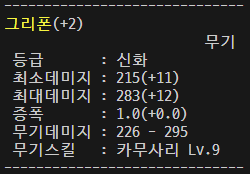 ------------------------------
그리폰(+2)
무기
등급 : 신화
최소데미지 : 215(+11)
최대데미지 : 283(+12)
증폭 : 1.0(+0.0)
무기데미지 : 226 - 295
무기스킬 : 카무사리 Lv.9
------------------------------